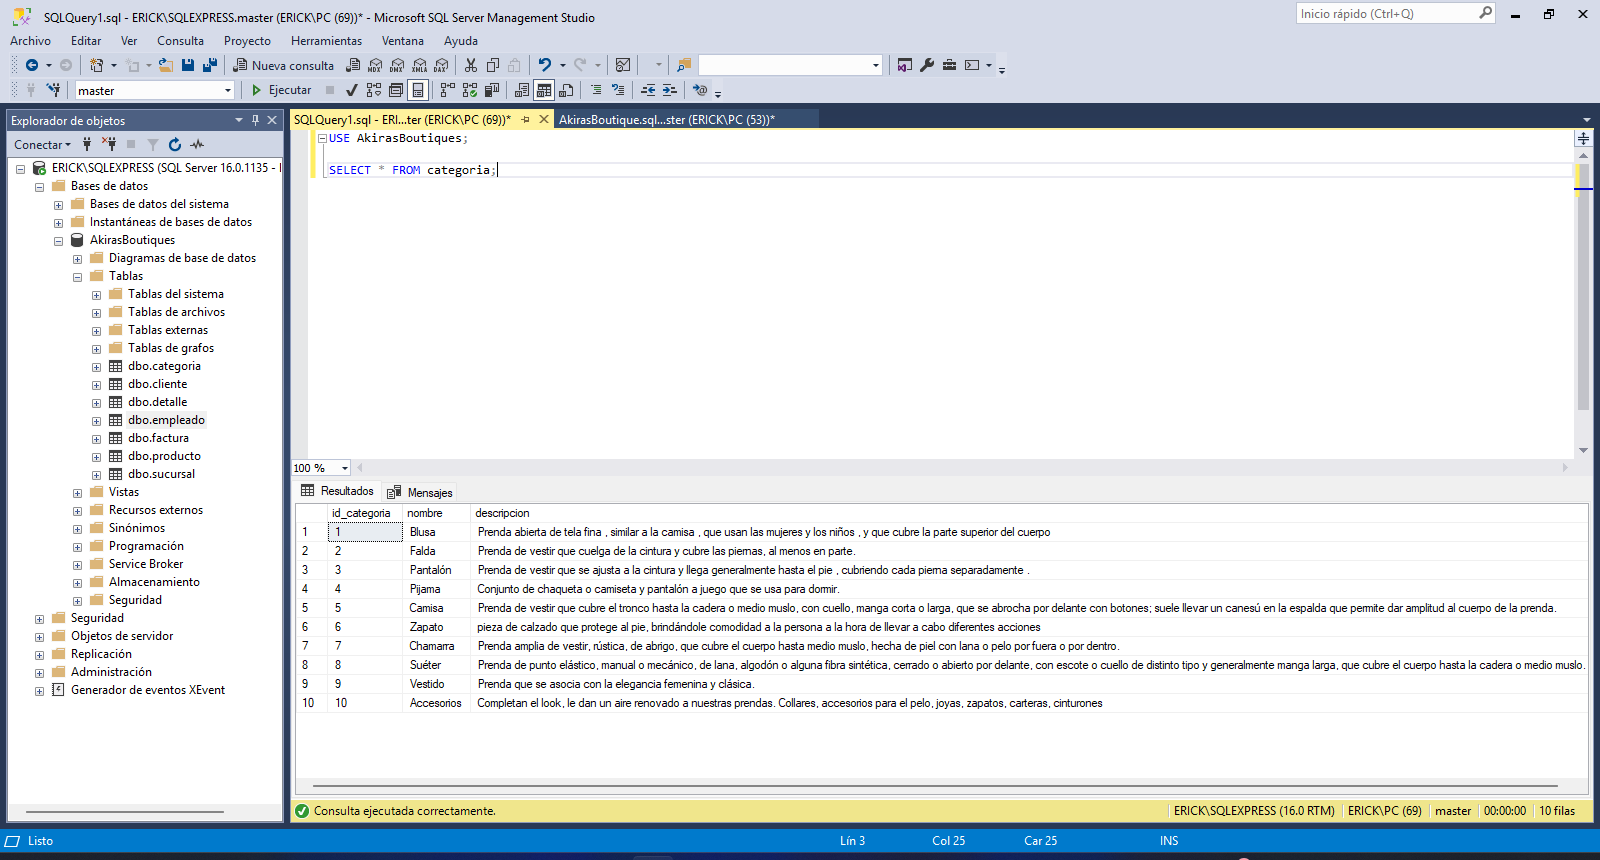 SQLQuery1.sql - ERICK\SQLEXPRESS.master (ERICK\PC (69))* - Microsoft SQL Server Management Studio
Inicio rápido (Ctrl+Q)
Archivo Editar Ver Consulta Proyecto Herramientas Ventana Ayuda
Nueva consulta MDX DMX XMLA DAX
master Ejecutar
Explorador de objetos
SQLQuery1.sql - ERI...ter (ERICK\PC (69))* AkirasBoutique.sql...ster (ERICK\PC (53))*
Conectar
ERICK\SQLEXPRESS (SQL Server 16.0.1135 - I
Bases de datos
Bases de datos del sistema
Instantáneas de bases de datos
AkirasBoutiques
Diagramas de base de datos
Tablas
Tablas del sistema
Tablas de archivos
Tablas externas
Tablas de grafos
dbo.categoria
dbo.cliente
dbo.detalle
dbo.empleado
dbo.factura
dbo.producto
dbo.sucursal
Vistas
Recursos externos
Sinónimos
Programación
Service Broker
Almacenamiento
Seguridad
Seguridad
Objetos de servidor
Replicación
Administración
Generador de eventos XEvent
USE AkirasBoutiques;
SELECT * FROM categoria;
100 %
Resultados Mensajes
id_categoria nombre descripcion
1 1 Blusa Prenda abierta de tela fina , similar a la camisa , que usan las mujeres y los niños , y que cubre la parte superior del cuerpo
2 2 Falda Prenda de vestir que cuelga de la cintura y cubre las piernas, al menos en parte.
3 3 Pantalón Prenda de vestir que se ajusta a la cintura y llega generalmente hasta el pie , cubriendo cada pierna separadamente .
4 4 Pijama Conjunto de chaqueta o camiseta y pantalón a juego que se usa para dormir.
5 5 Camisa Prenda de vestir que cubre el tronco hasta la cadera o medio muslo, con cuello, manga corta o larga, que se abrocha por delante con botones; suele llevar un canesú en la espalda que permite dar amplitud al cuerpo de la prenda.
6 6 Zapato pieza de calzado que protege al pie, brindándole comodidad a la persona a la hora de llevar a cabo diferentes acciones
7 7 Chamarra Prenda amplia de vestir, rústica, de abrigo, que cubre el cuerpo hasta medio muslo, hecha de piel con lana o pelo por fuera o por dentro.
8 8 Suéter Prenda de punto elástico, manual o mecánico, de lana, algodón o alguna fibra sintética, cerrado o abierto por delante, con escote o cuello de distinto tipo y generalmente manga larga, que cubre el cuerpo hasta la cadera o medio muslo.
9 9 Vestido Prenda que se asocia con la elegancia femenina y clásica.
10 10 Accesorios Completan el look, le dan un aire renovado a nuestras prendas. Collares, accesorios para el pelo, joyas, zapatos, carteras, cinturones
Consulta ejecutada correctamente. ERICK\SQLEXPRESS (16.0 RTM) ERICK\PC (69) master 00:00:00 10 filas
Listo Lín 3 Col 25 Car 25 INS